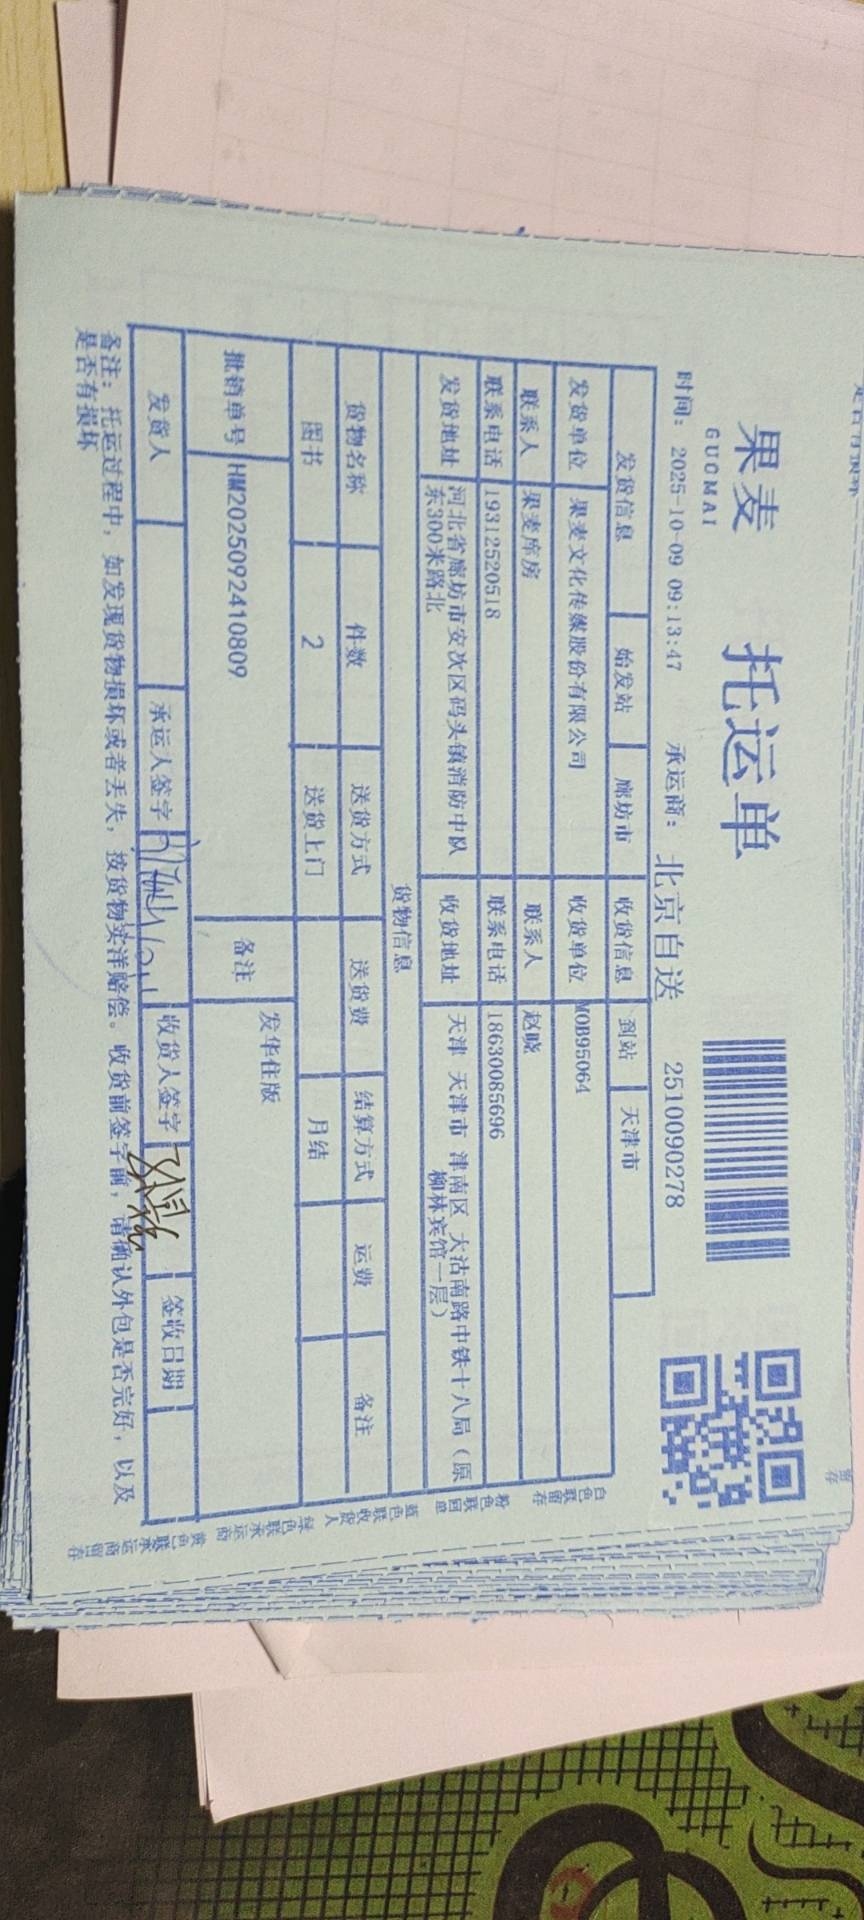 果麦
GUOMAI
托运单
时间: 2025-10-09 09:13:47 承运商: 北京自送 2510090278
发货信息 始发站 廊坊市 收货信息 到站 天津市
发货单位 果麦文化传媒股份有限公司 收货单位 MOB95064
联系人 果麦库房 联系人 赵晓
联系电话 19312520518 联系电话 18630085696
发货地址 河北省廊坊市安次区码头镇消防中队 收货地址 天津 天津市 津南区 大沽南路中铁十八局（原
东300米路北 柳林宾馆一层）
货物信息
货物名称 件数 送货方式 送货费 结算方式 运费 备注
图书 2 送货上门 月结
批销单号 HM2025092410809 备注 发华住版
发货人 承运人签字 收货人签字 签收日期
备注: 托运过程中, 如发现货物损坏或者丢失, 按货物实洋赔偿。收货前签字前, 请确认外包是否完好, 以及
是否有损坏
白色联留存
粉色联回单
蓝色联收货人
绿色联承运商
黄色联承运商留存